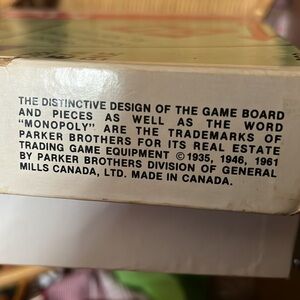 THE DISTINCTIVE DESIGN OF THE GAME BOARD
AND PIECES AS WELL AS THE WORD
"MONOPOLY" ARE THE TRADEMARKS OF
PARKER BROTHERS FOR ITS REAL ESTATE
TRADING GAME EQUIPMENT ©1935, 1946, 1961
BY PARKER BROTHERS DIVISION OF GENERAL
MILLS CANADA, LTD. MADE IN CANADA.